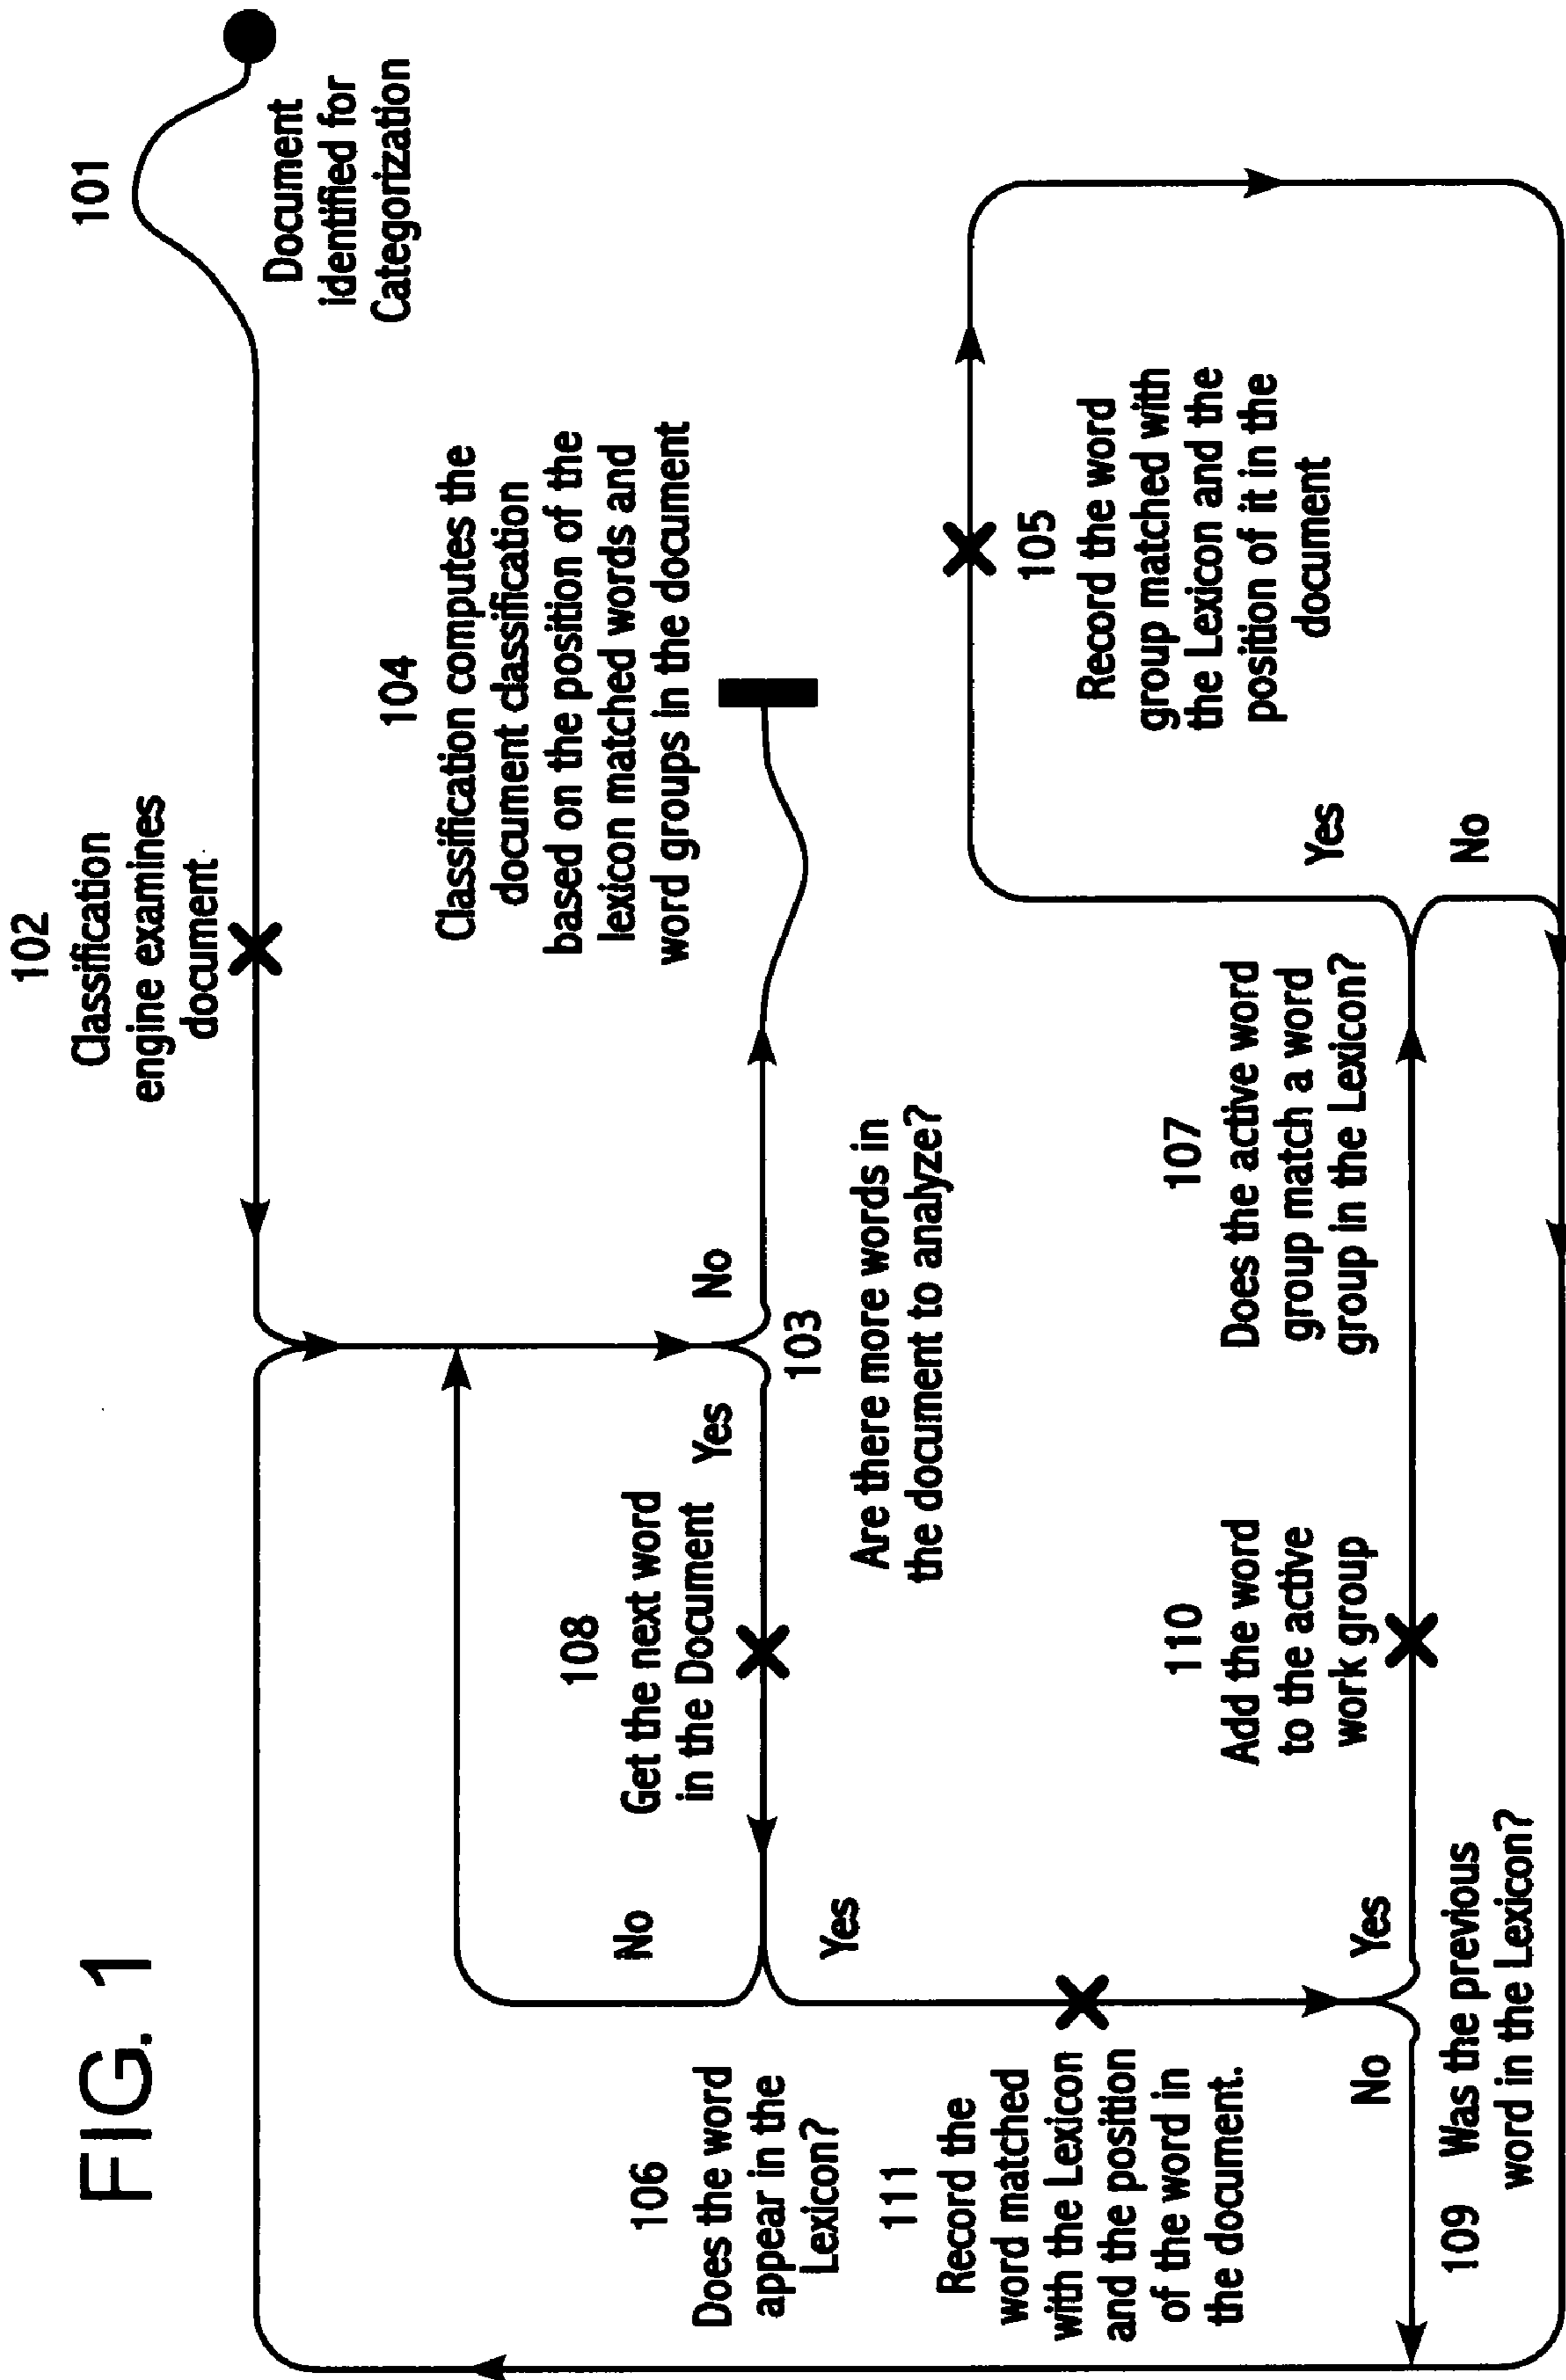 FIG. 1
101
Document
identified for
Categorization
102
Classification
engine examines
document
104
Classification computes the
document classification
based on the position of the
lexicon matched words and
word groups in the document
No
Yes
103
Are there more words in
the document to analyze?
108
Get the next word
in the Document
No
Yes
106
Does the word
appear in the
Lexicon?
111
Record the
word matched
with the Lexicon
and the position
of the word in
the document.
No
Yes
109 Was the previous
word in the Lexicon?
110
Add the word
to the active
work group
107
Does the active word
group match a word
group in the Lexicon?
Yes
No
105
Record the word
group matched with
the Lexicon and the
position of it in the
document